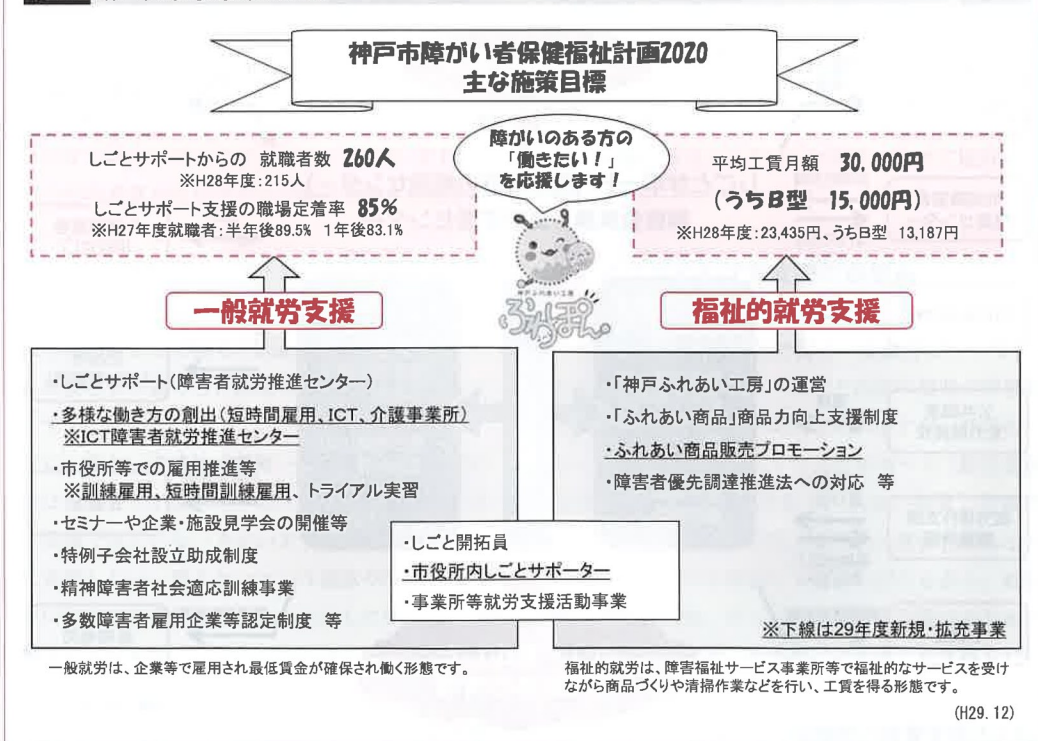 神戸市障がい者保健福祉計画2020
主な施策目標
障がいのある方の
「働きたい！」
を応援します！
しごとサポートからの 就職者数 260人
※H28年度：215人
しごとサポート支援の職場定着率 85%
※H27年度就職者：半年後89.5% 1年後83.1%
平均工賃月額 30,000円
（うちB型 15,000円）
※H28年度：23,435円、うちB型 13,187円
神戸ふれあい工房
ふれぽん
一般就労支援
福祉的就労支援
・しごとサポート（障害者就労推進センター）
・多様な働き方の創出（短時間雇用、ICT、介護事業所）
※ICT障害者就労推進センター
・市役所等での雇用推進等
※訓練雇用、短時間訓練雇用、トライアル実習
・セミナーや企業・施設見学会の開催等
・特例子会社設立助成制度
・精神障害者社会適応訓練事業
・多数障害者雇用企業等認定制度 等
・しごと開拓員
・市役所内しごとサポーター
・事業所等就労支援活動事業
・「神戸ふれあい工房」の運営
・「ふれあい商品」商品力向上支援制度
・ふれあい商品販売プロモーション
・障害者優先調達推進法への対応 等
※下線は29年度新規・拡充事業
一般就労は、企業等で雇用され最低賃金が確保され働く形態です。
福祉的就労は、障害福祉サービス事業所等で福祉的なサービスを受け
ながら商品づくりや清掃作業などを行い、工賃を得る形態です。
(H29.12)